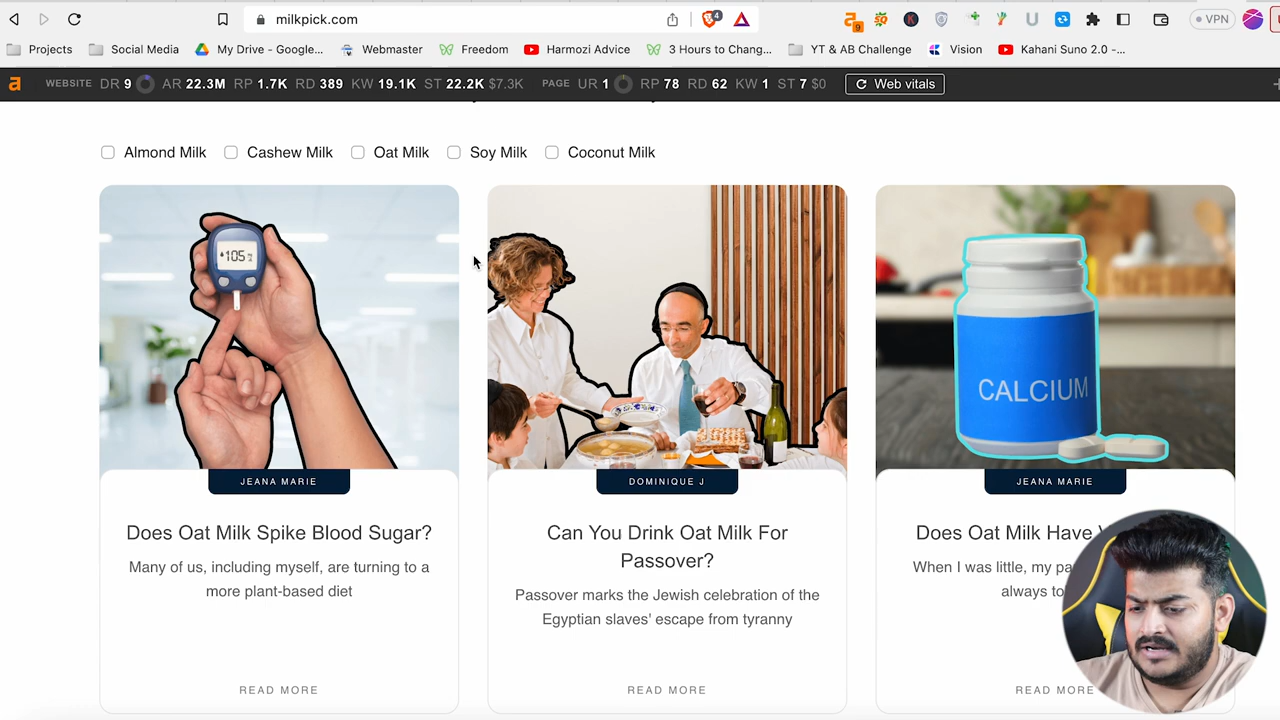 milkpick.com
4
9
VPN
Projects
Social Media
My Drive - Google...
Webmaster
Freedom
Harmozi Advice
3 Hours to Chang...
YT & AB Challenge
Vision
Kahani Suno 2.0 -...
a WEBSITE DR 9 AR 22.3M RP 1.7K RD 389 KW 19.1K ST 22.2K $7.3K PAGE UR 1 RP 78 RD 62 KW 1 ST 7 $0 Web vitals
Almond Milk Cashew Milk Oat Milk Soy Milk Coconut Milk
105
JEANA MARIE
Does Oat Milk Spike Blood Sugar?
Many of us, including myself, are turning to a
more plant-based diet
READ MORE
DOMINIQUE J
Can You Drink Oat Milk For
Passover?
Passover marks the Jewish celebration of the
Egyptian slaves' escape from tyranny
READ MORE
CALCIUM
JEANA MARIE
Does Oat Milk Have
When I was little, my
always
READ MORE